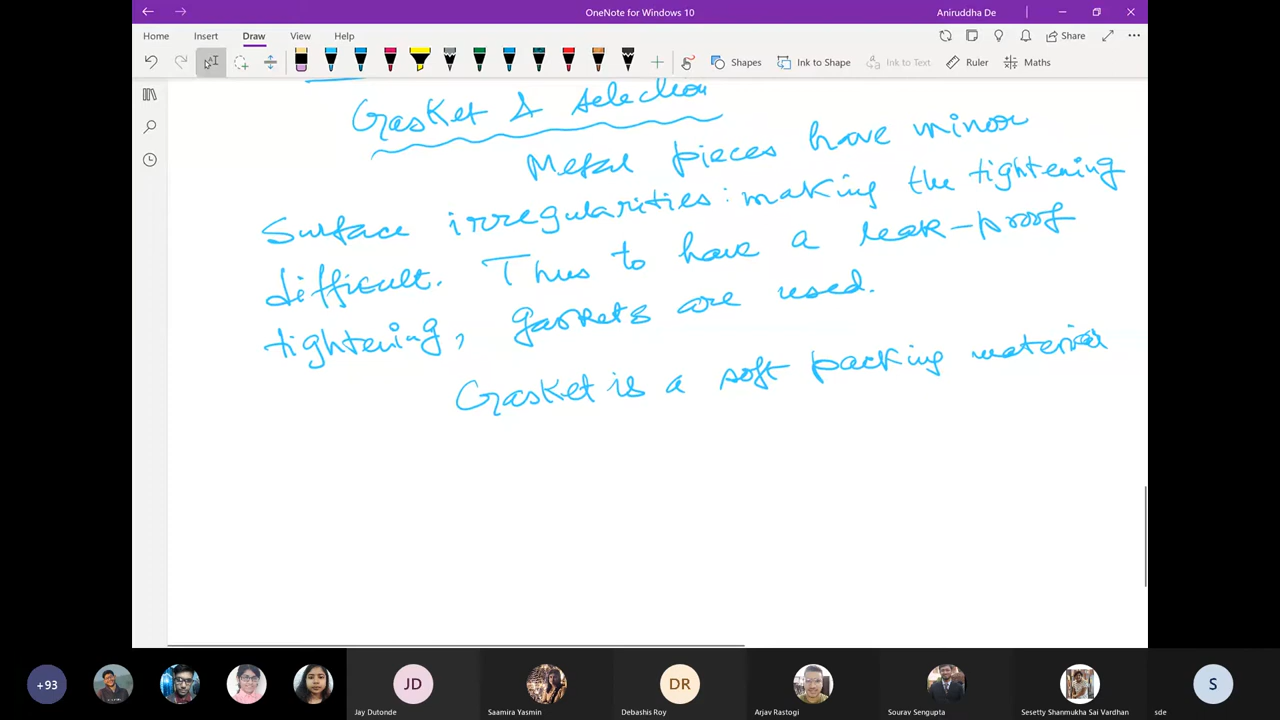 OneNote for Windows 10
Aniruddha De
Home Insert Draw View Help
Share
Shapes
Ink to Shape
Ink to Text
Ruler
Maths
Gasket & selection
Metal pieces have minor
Surface irregularities: making the tightening
difficult. Thus to have a leak-proof
tightening, gaskets are used.
Gasket is a soft packing material
+93
JD
DR
S
Jay Dutonde
Saamira Yasmin
Debashis Roy
Arjav Rastogi
Sourav Sengupta
Sesetty Shanmukha Sai Vardhan
sde